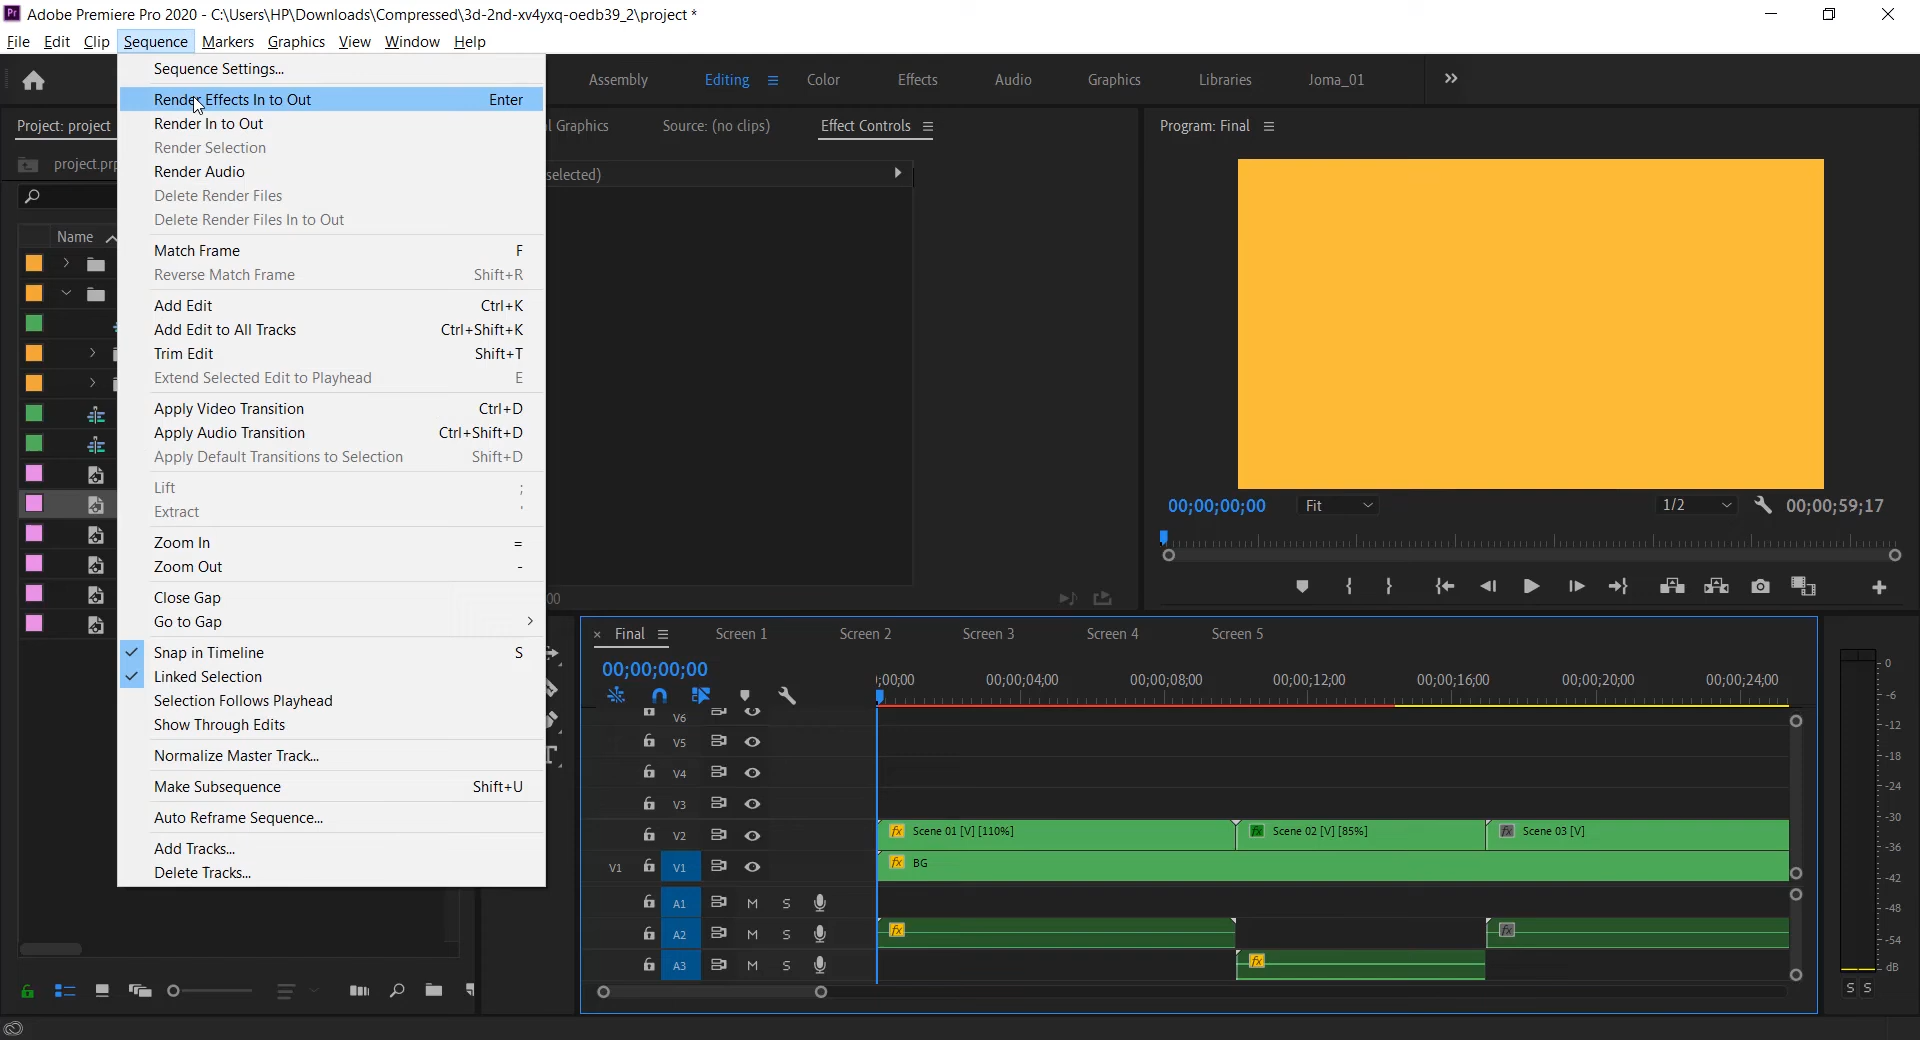 Adobe Premiere Pro 2020 - C:\Users\HP\Downloads\Compressed\3d-2nd-xv4yxq-oedb39_2\project *
File Edit Clip Sequence Markers Graphics View Window Help
Sequence Settings...
Render Effects In to Out Enter
Render In to Out
Render Selection
Render Audio
Delete Render Files
Delete Render Files In to Out
Match Frame F
Reverse Match Frame Shift+R
Add Edit Ctrl+K
Add Edit to All Tracks Ctrl+Shift+K
Trim Edit Shift+T
Extend Selected Edit to Playhead E
Apply Video Transition Ctrl+D
Apply Audio Transition Ctrl+Shift+D
Apply Default Transitions to Selection Shift+D
Lift ;
Extract '
Zoom In =
Zoom Out -
Close Gap
Go to Gap
Snap in Timeline S
Linked Selection
Selection Follows Playhead
Show Through Edits
Normalize Master Track...
Make Subsequence Shift+U
Auto Reframe Sequence...
Add Tracks...
Delete Tracks...
Assembly Editing Color Effects Audio Graphics Libraries Joma_01
Project: project
project.prp
Name
l Graphics Source: (no clips) Effect Controls
selected)
00
Program: Final
00;00;00;00 Fit 1/2 00;00;59;17
Final Screen 1 Screen 2 Screen 3 Screen 4 Screen 5
00;00;00;00
;00;00 00;00;04;00 00;00;08;00 00;00;12;00 00;00;16;00 00;00;20;00 00;00;24;00
V6
V5
V4
V3
V2 fx Scene 01 [V] [110%] fx Scene 02 [V] [85%] fx Scene 03 [V]
V1 V1 fx BG
A1 M S
A2 M S fx fx
A3 M S fx
0
-6
-12
-18
-24
-30
-36
-42
-48
-54
dB
S S